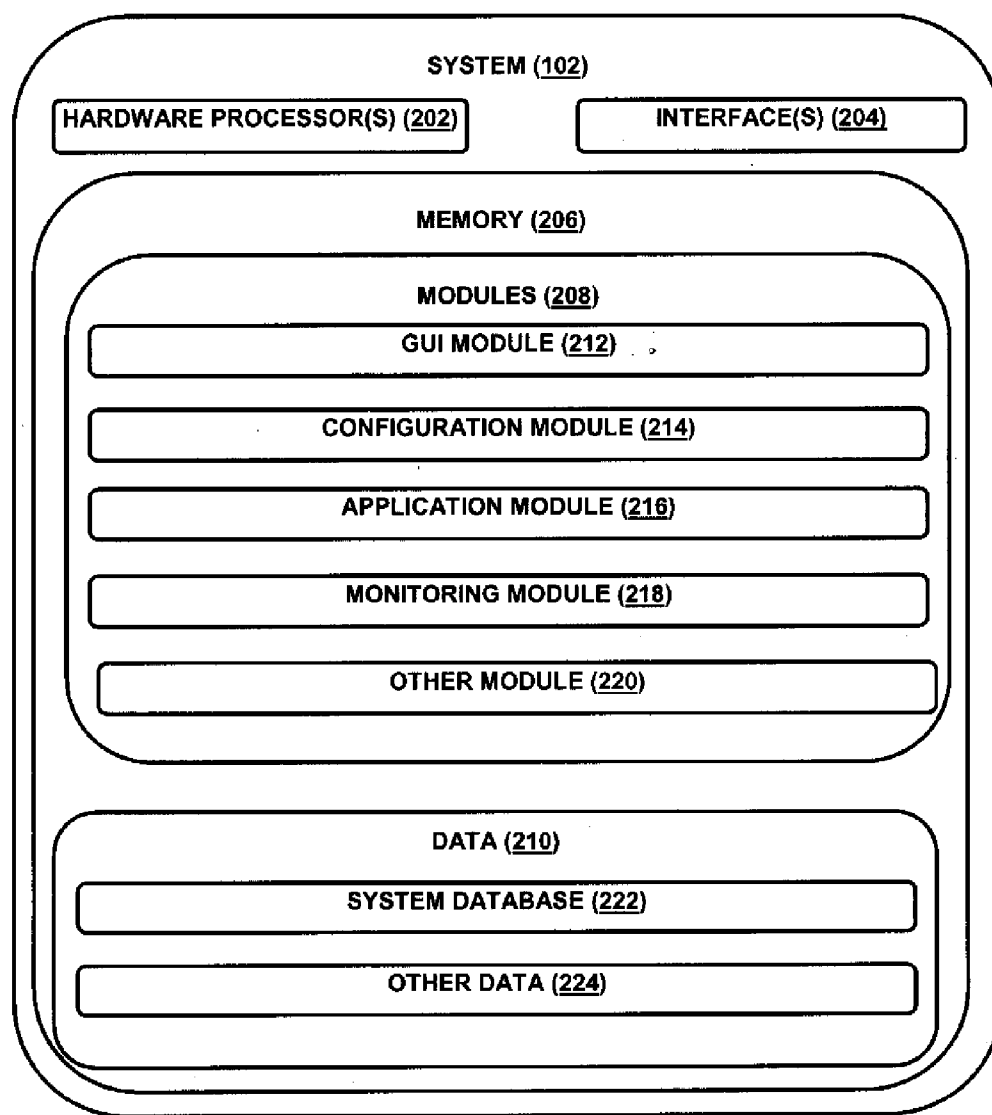 SYSTEM (102)
HARDWARE PROCESSOR(S) (202)
INTERFACE(S) (204)
MEMORY (206)
MODULES (208)
GUI MODULE (212)
CONFIGURATION MODULE (214)
APPLICATION MODULE (216)
MONITORING MODULE (218)
OTHER MODULE (220)
DATA (210)
SYSTEM DATABASE (222)
OTHER DATA (224)